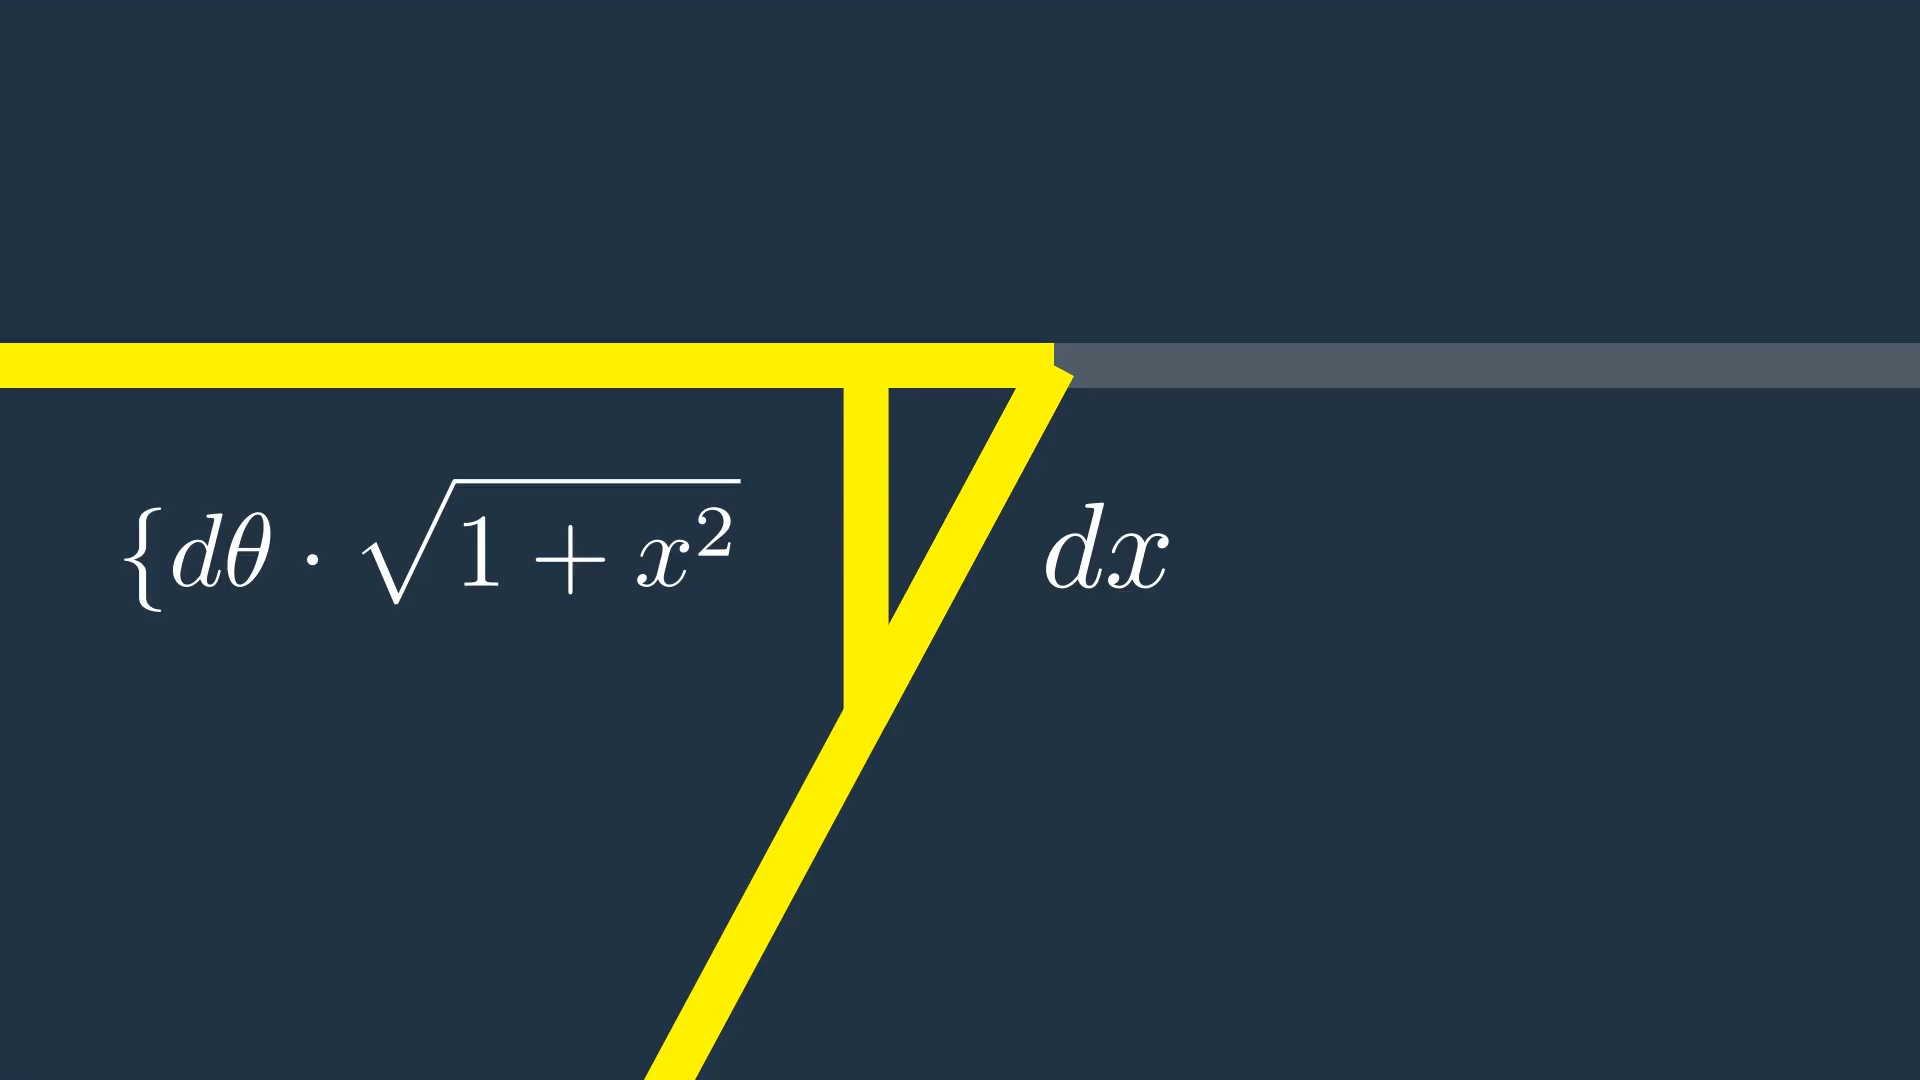 {dθ · √(1 + x²)
dx